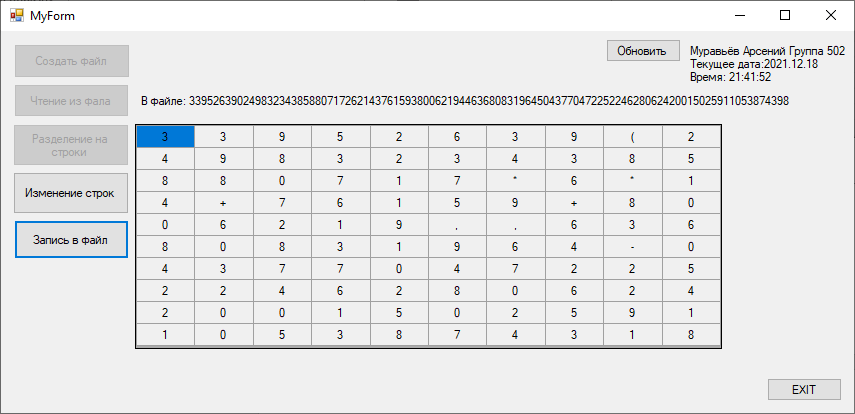 MyForm
Создать файл
Обновить
Муравьёв Арсений Группа 502
Текущее дата:2021.12.18
Время: 21:41:52
Чтение из фала
В файле: 3395263902498323438588071726214376159380062194463680831964504377047225224628062420015025911053874398
Разделение на
строки
Изменение строк
Запись в файл
3 3 9 5 2 6 3 9 ( 2
4 9 8 3 2 3 4 3 8 5
8 8 0 7 1 7 * 6 * 1
4 + 7 6 1 5 9 + 8 0
0 6 2 1 9 , , 6 3 6
8 0 8 3 1 9 6 4 - 0
4 3 7 7 0 4 7 2 2 5
2 2 4 6 2 8 0 6 2 4
2 0 0 1 5 0 2 5 9 1
1 0 5 3 8 7 4 3 1 8
EXIT